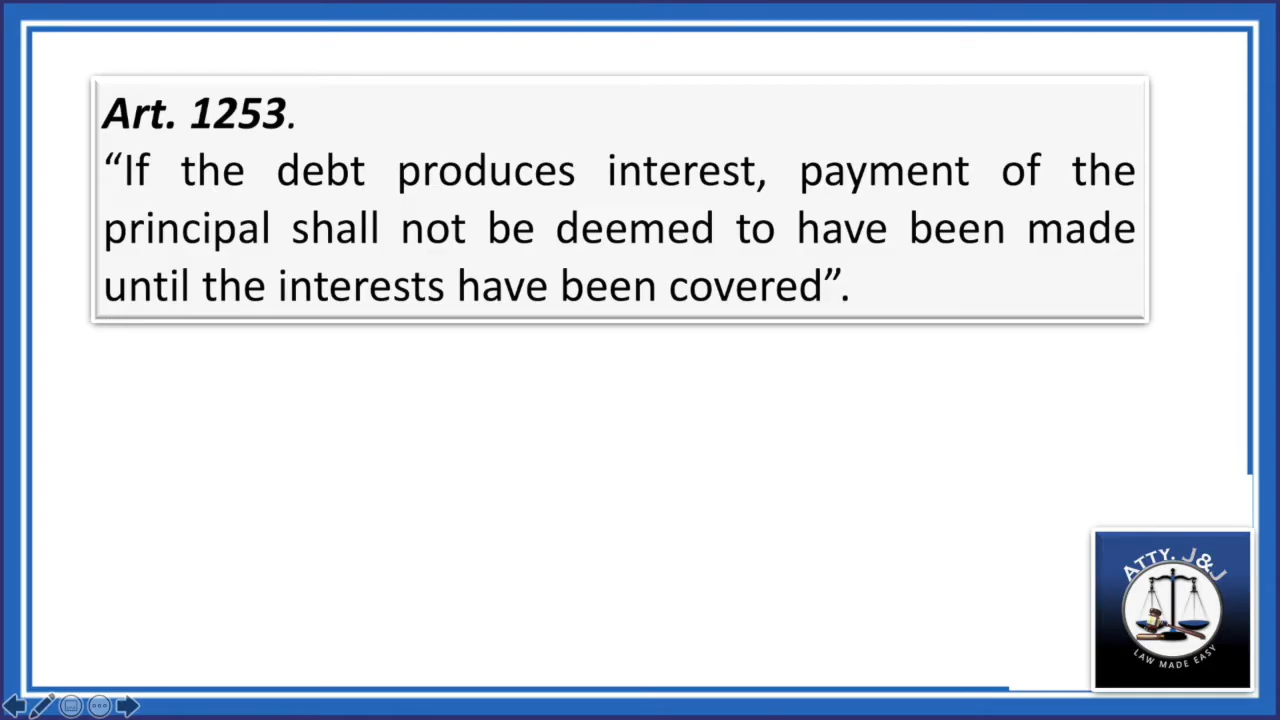 Art. 1253.
“If the debt produces interest, payment of the
principal shall not be deemed to have been made
until the interests have been covered”.
ATTY. J&J
LAW MADE EASY